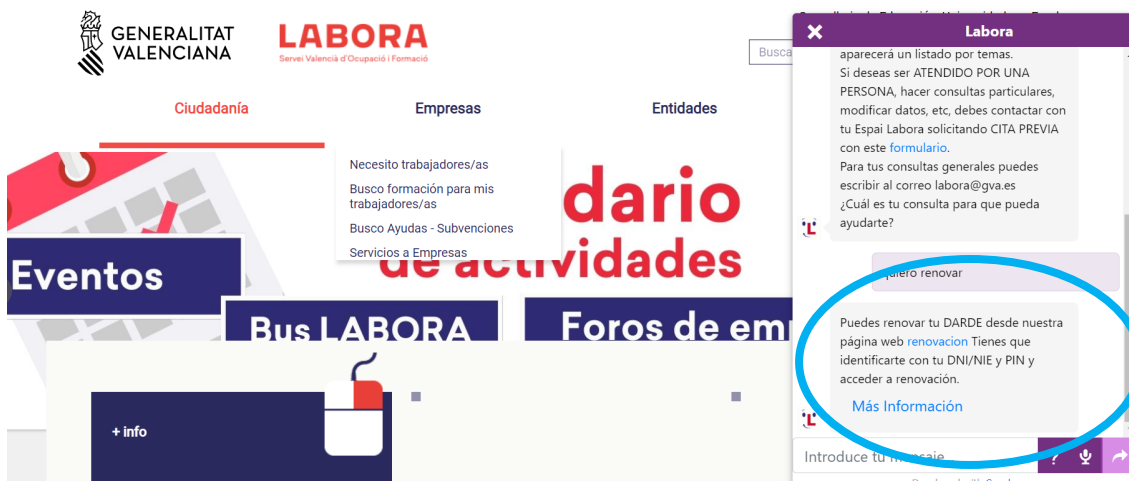 GENERALITAT
VALENCIANA
LABORA
Servei Valencià d'Ocupació i Formació
Busca
Ciudadanía
Empresas
Entidades
Necesito trabajadores/as
Busco formación para mis
trabajadores/as
Busco Ayudas - Subvenciones
Servicios a Empresas
dario
de actividades
Eventos
Bus LABORA
Foros de em
+ info
Labora
aparecerá un listado por temas.
Si deseas ser ATENDIDO POR UNA
PERSONA, hacer consultas particulares,
modificar datos, etc, debes contactar con
tu Espai Labora solicitando CITA PREVIA
con este formulario.
Para tus consultas generales puedes
escribir al correo labora@gva.es
¿Cuál es tu consulta para que pueda
ayudarte?
quiero renovar
Puedes renovar tu DARDE desde nuestra
página web renovacion Tienes que
identificarte con tu DNI/NIE y PIN y
acceder a renovación.
Más Información
Introduce tu mensaje
?